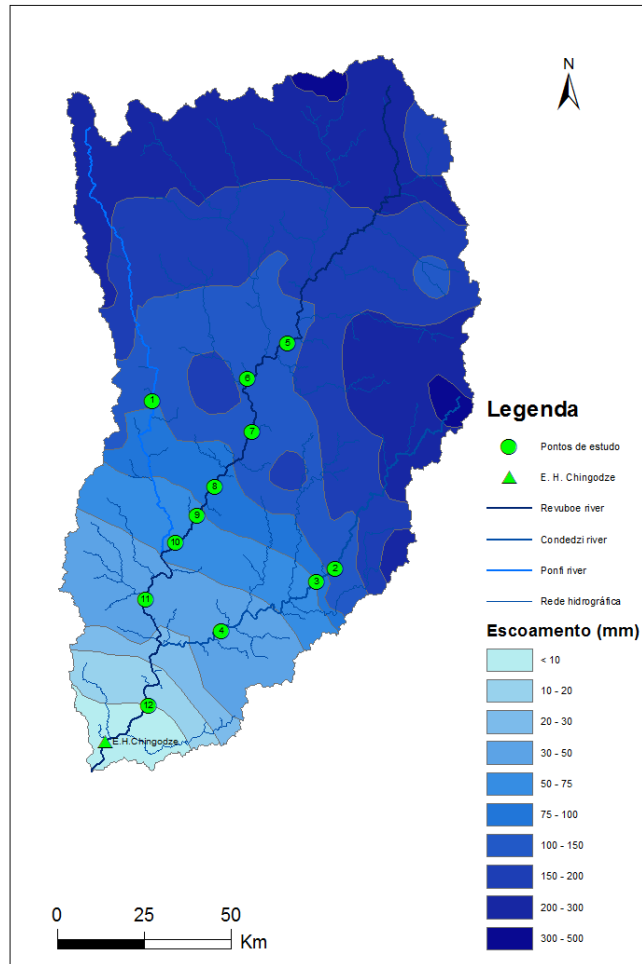 N
5
6
1
7
8
9
10
2
3
11
4
12
E.H.Chingodze
0 25 50
Km
Legenda
Pontos de estudo
E. H. Chingodze
Revuboe river
Condedzi river
Ponfi river
Rede hidrográfica
Escoamento (mm)
< 10
10 - 20
20 - 30
30 - 50
50 - 75
75 - 100
100 - 150
150 - 200
200 - 300
300 - 500